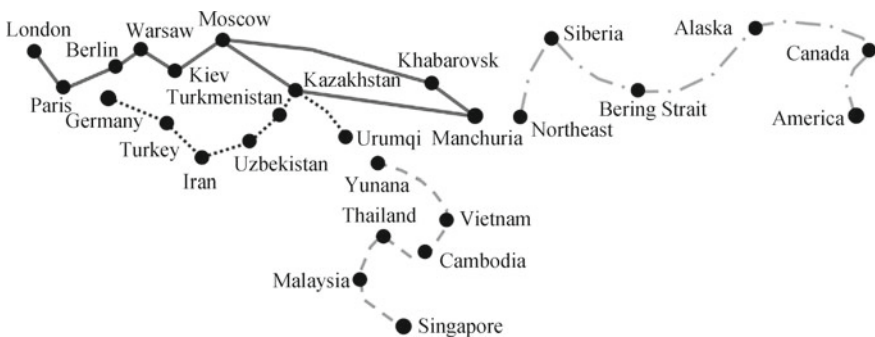 London
Berlin
Warsaw
Moscow
Siberia
Alaska
Canada
Paris
Kiev
Kazakhstan
Khabarovsk
Germany
Turkmenistan
Bering Strait
Turkey
Iran
Uzbekistan
Urumqi
Manchuria
Northeast
America
Yunana
Thailand
Vietnam
Cambodia
Malaysia
Singapore